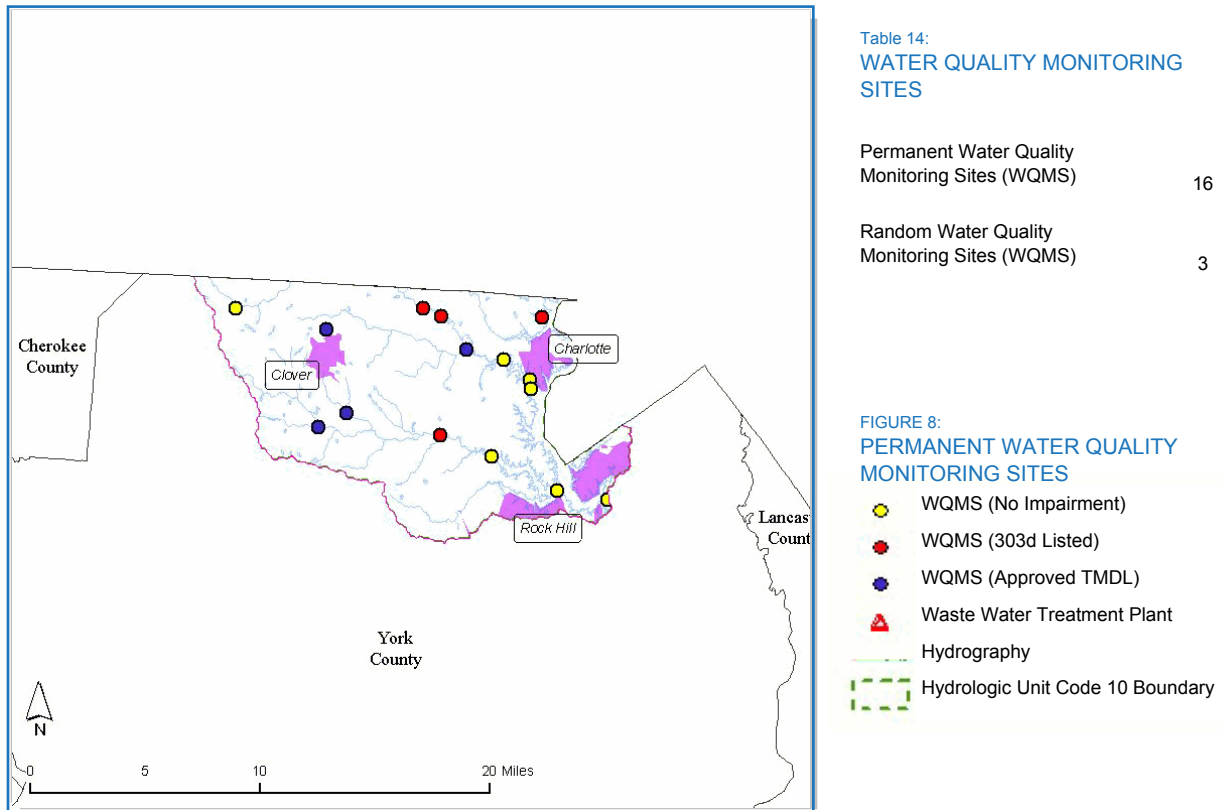 Cherokee
County
Clover
Charlotte
Rock Hill
Lancas
Count
York
County
N
0 5 10 20 Miles
Table 14:
WATER QUALITY MONITORING
SITES
Permanent Water Quality
Monitoring Sites (WQMS) 16
Random Water Quality
Monitoring Sites (WQMS) 3
FIGURE 8:
PERMANENT WATER QUALITY
MONITORING SITES
WQMS (No Impairment)
WQMS (303d Listed)
WQMS (Approved TMDL)
Waste Water Treatment Plant
Hydrography
Hydrologic Unit Code 10 Boundary